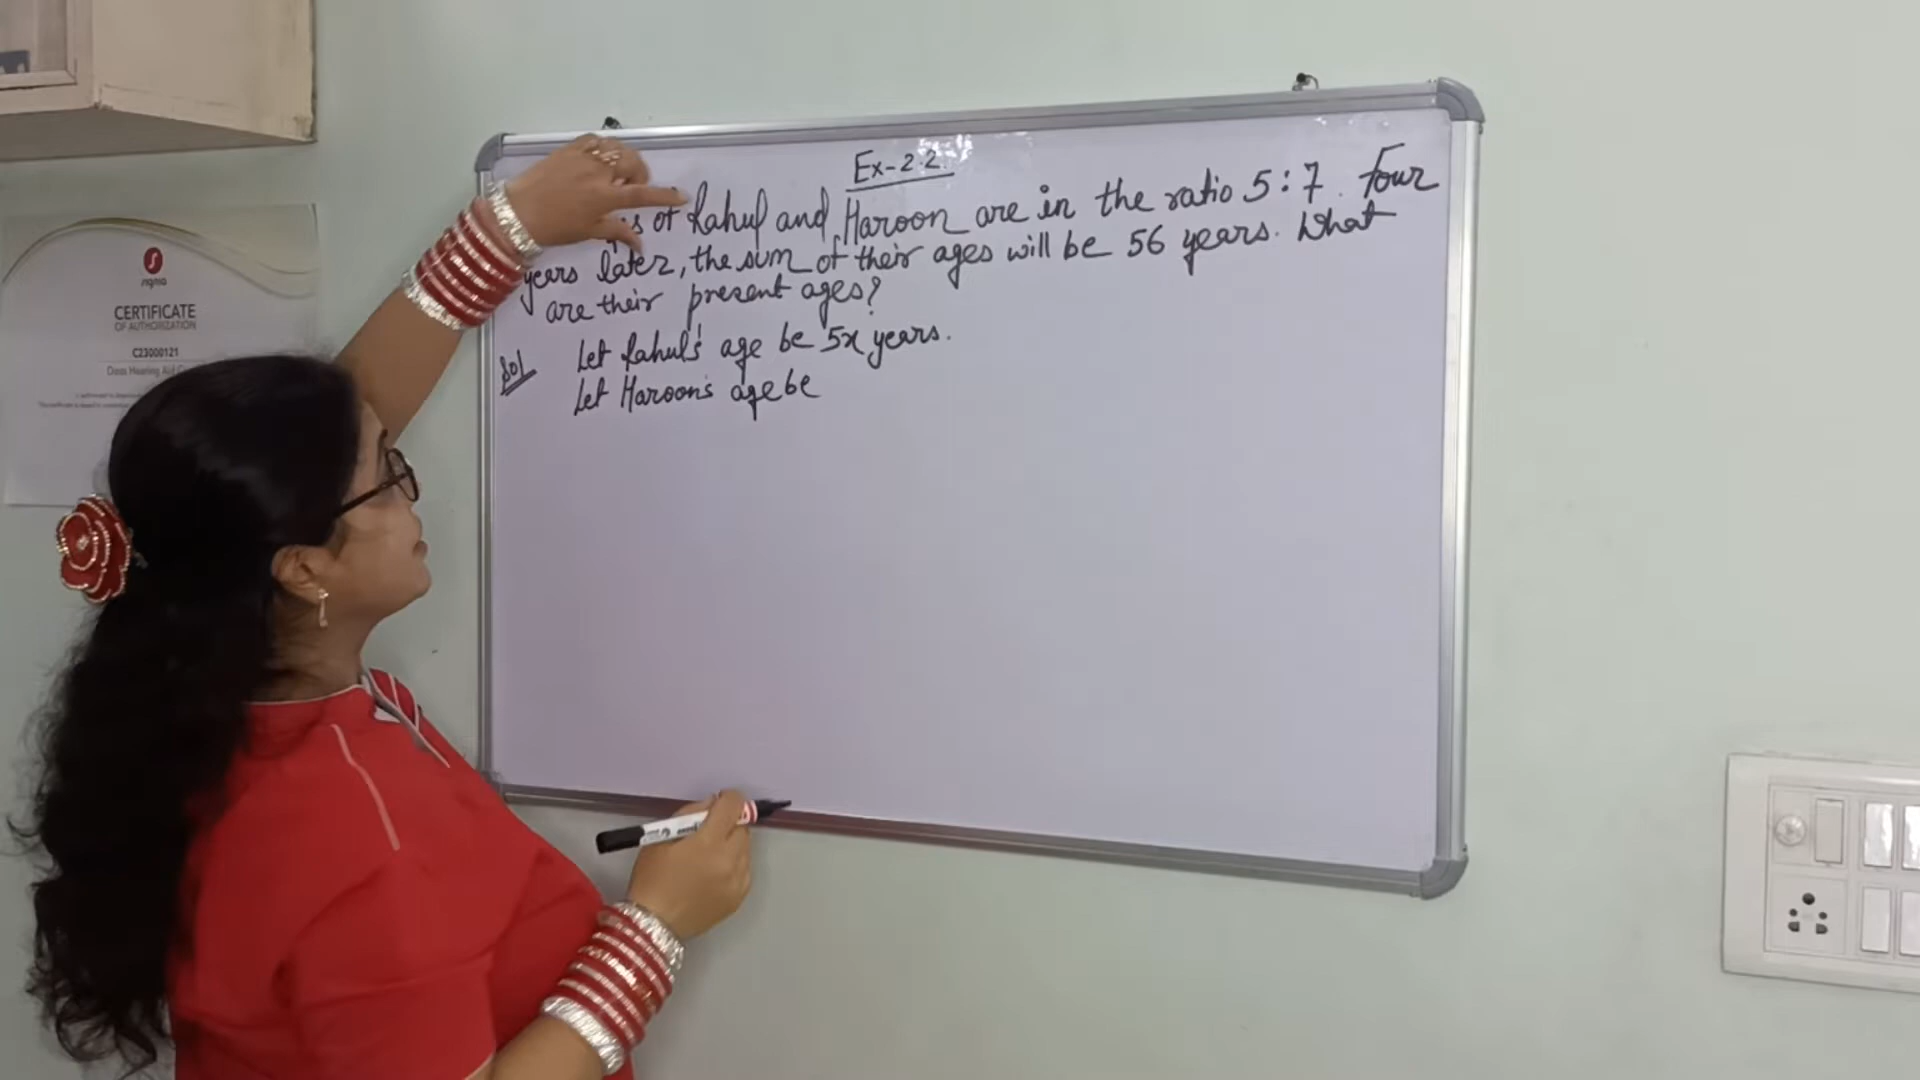 Ex-2.2.
of Rahul and Haroon are in the ratio 5:7. Four
years later, the sum of their ages will be 56 years. What
are their present ages?
Sol Let Rahul's age be 5x years.
Let Haroon's age be
sigma
CERTIFICATE
OF AUTHORIZATION
C23000121